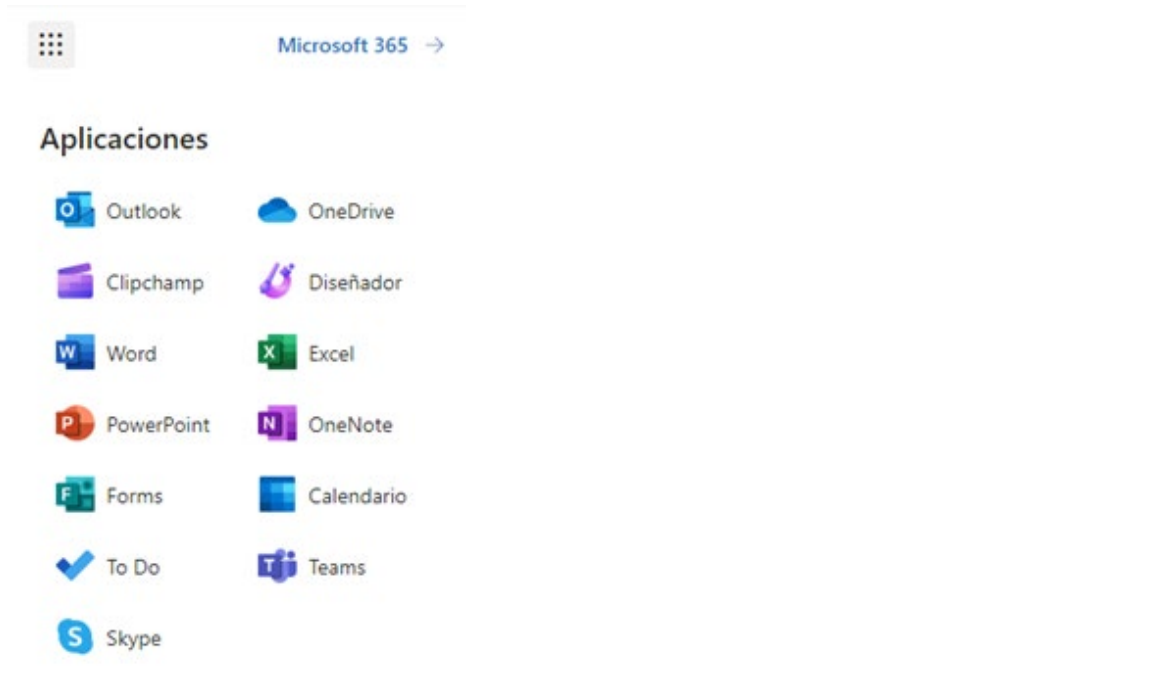 Microsoft 365 →
Aplicaciones
Outlook OneDrive
Clipchamp Diseñador
Word Excel
PowerPoint OneNote
Forms Calendario
To Do Teams
Skype